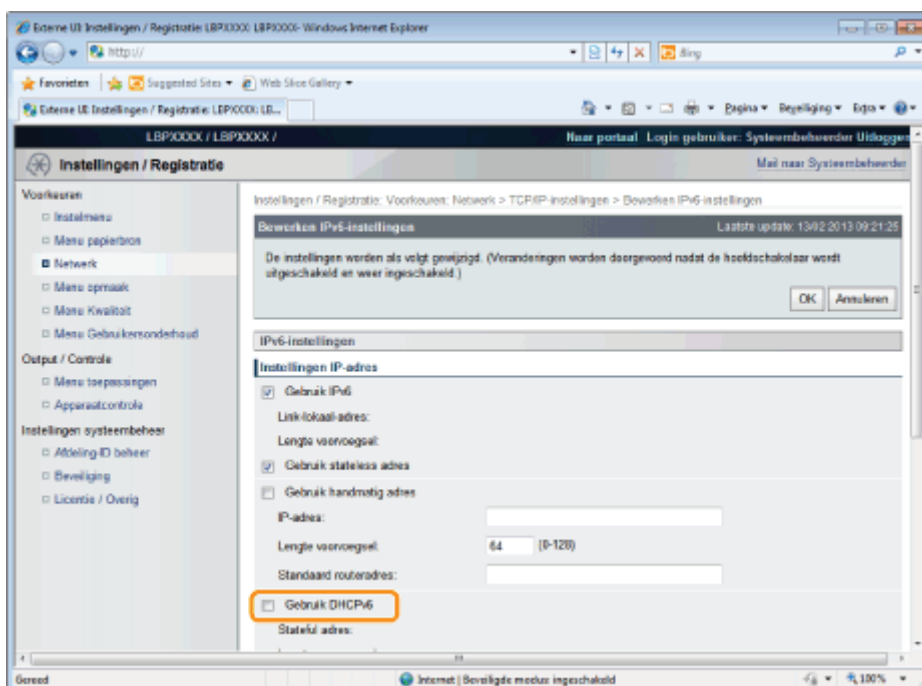 Externe UI: Instellingen / Registratie: LBPXXXX: LBPXXXX - Windows Internet Explorer
http://
Bing
Favorieten Suggested Sites Web Slice Gallery
Externe UI: Instellingen / Registratie: LBPXXXX: LB... Pagina Beveiliging Extra
LBPXXXX / LBPXXXX / Naar portaal Login gebruiker: Systeembeheerder Uitloggen
Instellingen / Registratie Mail naar Systeembeheerder
Voorkeuren
Instelmenu
Menu papierbron
Netwerk
Menu opmaak
Menu Kwaliteit
Menu Gebruikersonderhoud
Output / Controle
Menu toepassingen
Apparaatcontrole
Instellingen systeembeheer
Afdeling-ID beheer
Beveiliging
Licentie / Overig
Instellingen / Registratie: Voorkeuren: Netwerk > TCP/IP-instellingen > Bewerken IPv6-instellingen
Bewerken IPv6-instellingen Laatste update: 13/02 2013 09:21:25
De instellingen worden als volgt gewijzigd. (Veranderingen worden doorgevoerd nadat de hoofdschakelaar wordt
uitgeschakeld en weer ingeschakeld.)
OK Annuleren
IPv6-instellingen
Instellingen IP-adres
Gebruik IPv6
Link-lokaal-adres:
Lengte voorvoegsel:
Gebruik stateless adres
Gebruik handmatig adres
IP-adres:
Lengte voorvoegsel: 64 (0-128)
Standaard routeradres:
Gebruik DHCPv6
Stateful adres:
Gereed Internet | Beveiligde modus ingeschakeld 100%